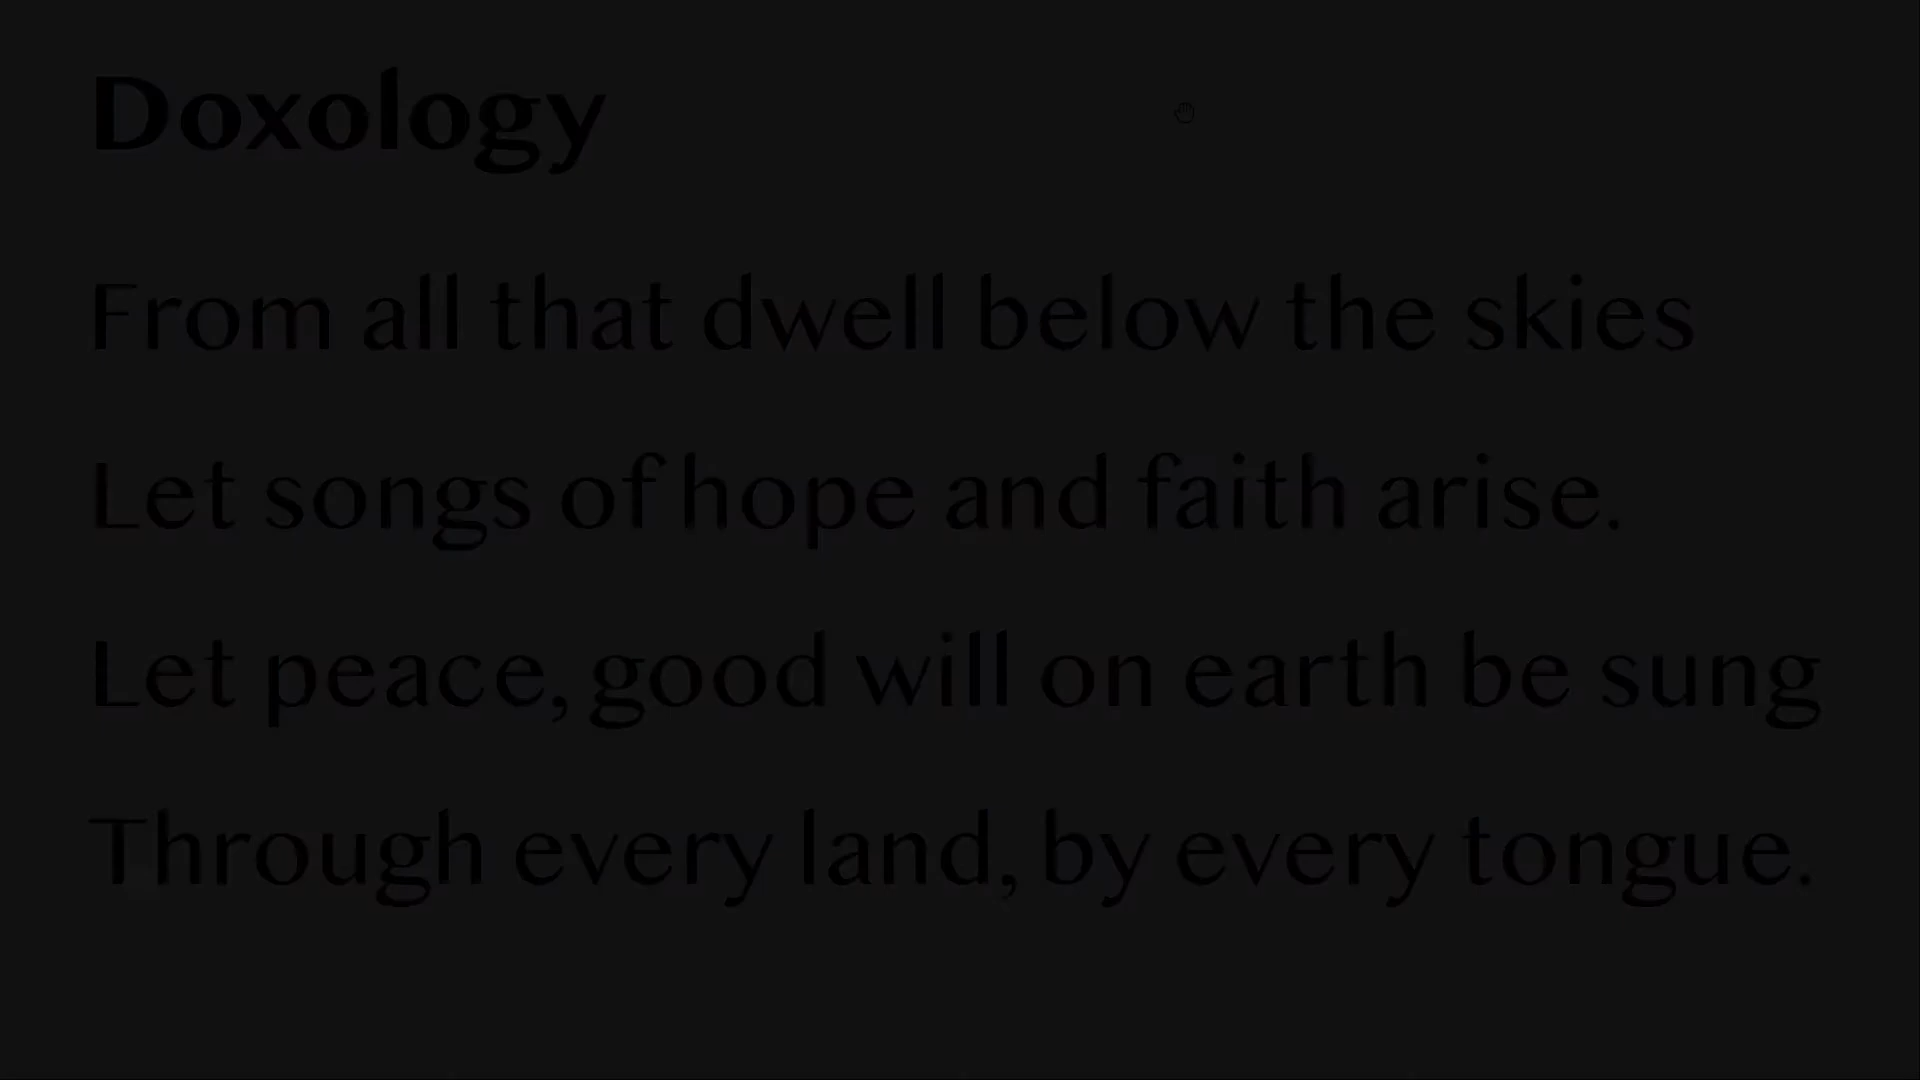 Doxology
From all that dwell below the skies
Let songs of hope and faith arise.
Let peace, good will on earth be sung
Through every land, by every tongue.